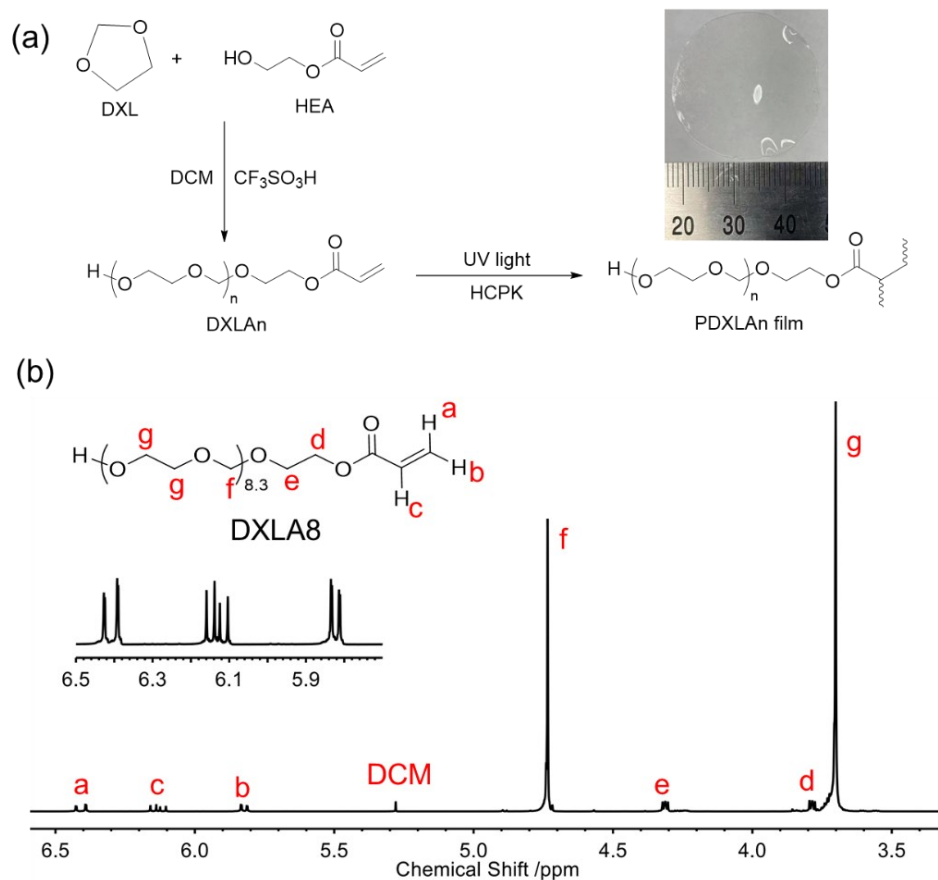 (a)
O
O
DXL
+
HO
O
O
HEA
DCM
CF₃SO₃H
20 30 40
H
O
O
n
O
O
O
DXLAn
UV light
HCPK
H
O
O
n
O
O
O
PDXLAn film
(b)
g
g
f
e
d
a
b
c
H
O
O
8.3
O
O
O
H
H
H
DXLA8
6.5 6.3 6.1 5.9
a
c
b
DCM
f
e
d
g
6.5 6.0 5.5 5.0 4.5 4.0 3.5
Chemical Shift /ppm